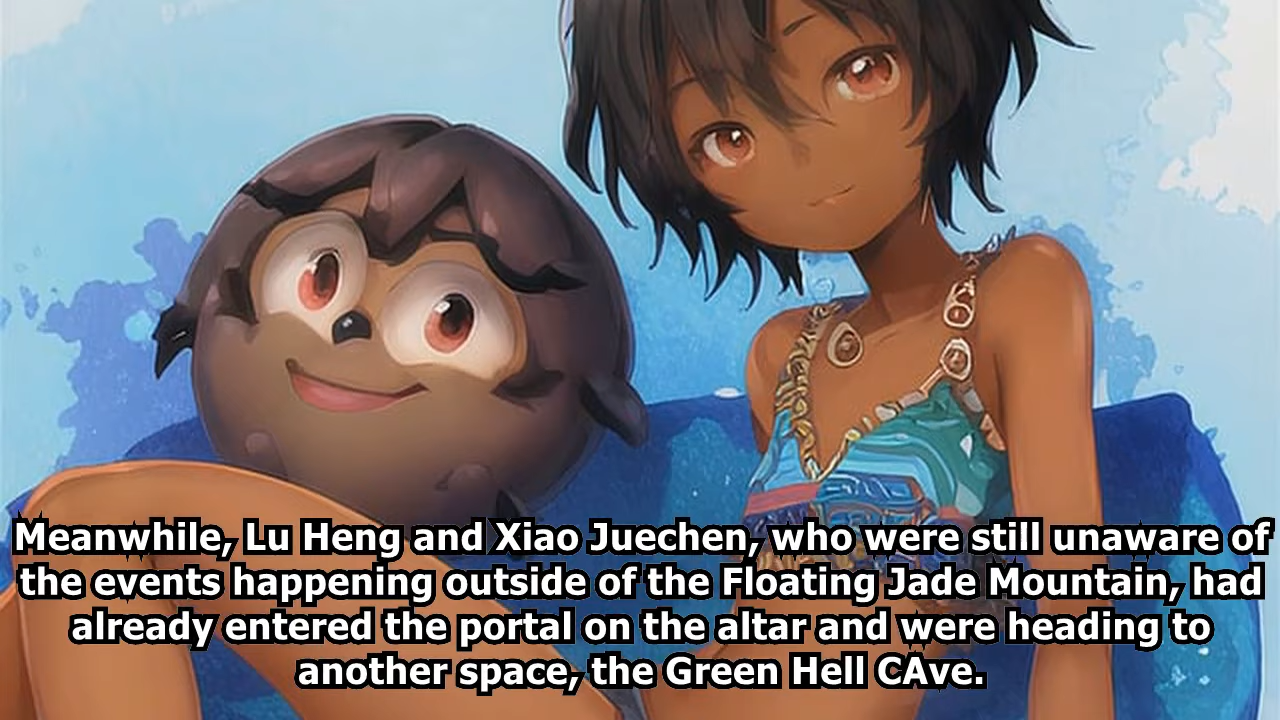 Meanwhile, Lu Heng and Xiao Juechen, who were still unaware of
the events happening outside of the Floating Jade Mountain, had
already entered the portal on the altar and were heading to
another space, the Green Hell CAve.